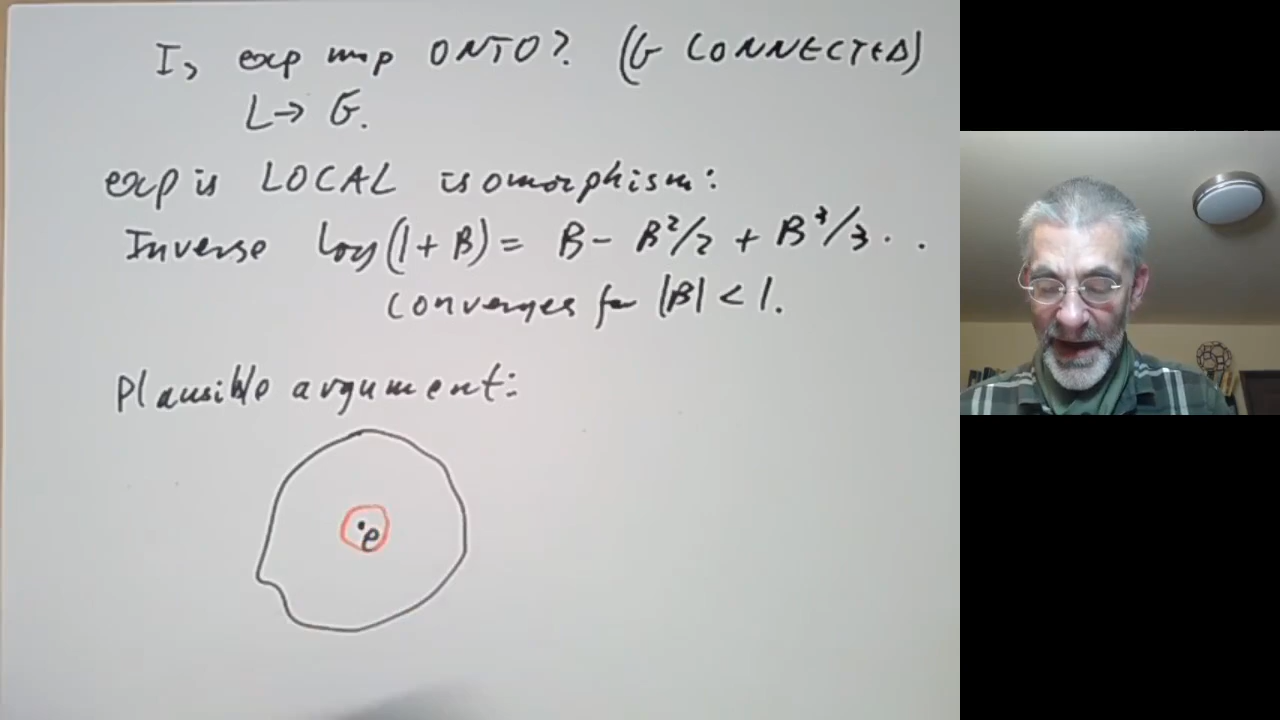 Is exp map ONTO? (G CONNECTED)
L → G.
exp is LOCAL isomorphism:
Inverse log(1+B) = B - B²/2 + B³/3 . .
converges for |B| < 1.
Plausible argument:
e